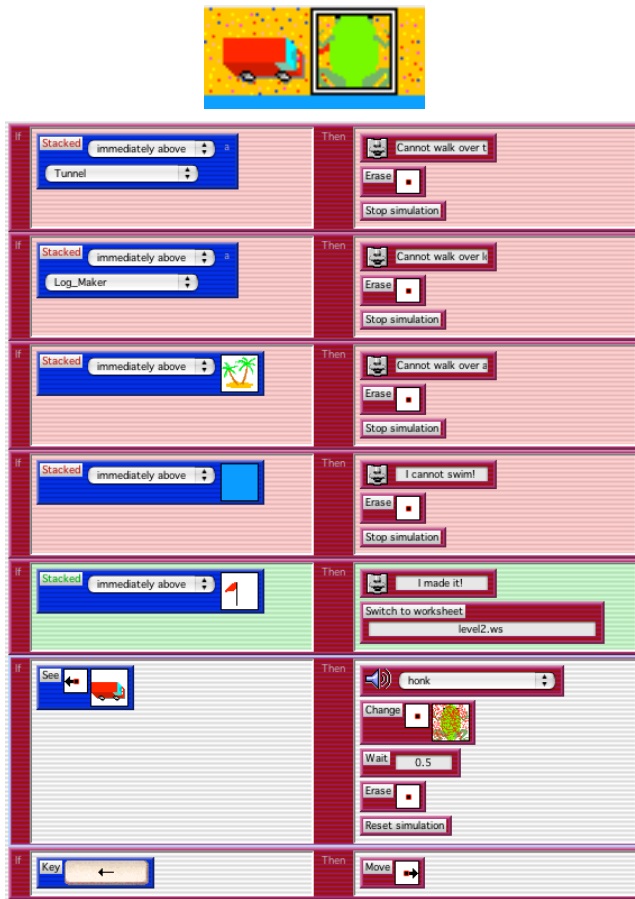 If
Stacked immediately above a
Tunnel
Then
Cannot walk over t
Erase
Stop simulation
If
Stacked immediately above a
Log_Maker
Then
Cannot walk over l
Erase
Stop simulation
If
Stacked immediately above
Then
Cannot walk over a
Erase
Stop simulation
If
Stacked immediately above
Then
I cannot swim!
Erase
Stop simulation
If
Stacked immediately above
Then
I made it!
Switch to worksheet
level2.ws
If
See
Then
honk
Change
Wait 0.5
Erase
Reset simulation
If
Key
Then
Move